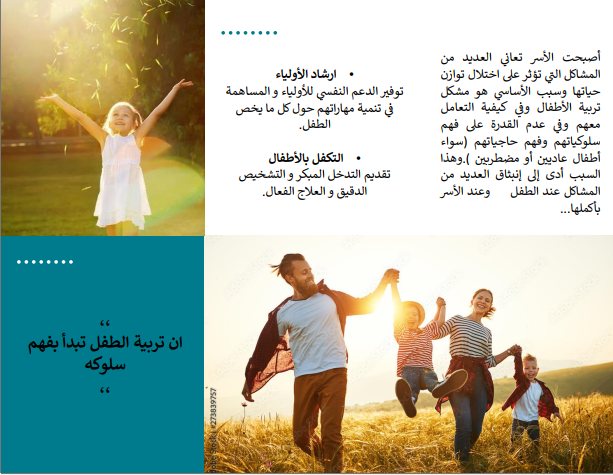 أصبحت الأسر تعاني العديد من
المشاكل التي تؤثر على اختلال توازن
حياتها وسبب الأساسي هو مشكل
تربية الأطفال وفي كيفية التعامل
معهم وفي عدم القدرة على فهم
سلوكياتهم وفهم حاجياتهم (سواء
أطفال عاديين أو مضطربين ).وهذا
السبب أدى إلى إنبثاق العديد من
المشاكل عند الطفل وعند الأسر
بأكملها...
• ارشاد الأولياء
توفير الدعم النفسي للأولياء و المساهمة
في تنمية مهاراتهم حول كل ما يخص
الطفل.
• التكفل بالأطفال
تقديم التدخل المبكر و التشخيص
الدقيق و العلاج الفعال.
“
ان تربية الطفل تبدأ بفهم
سلوكه
“
#273839757